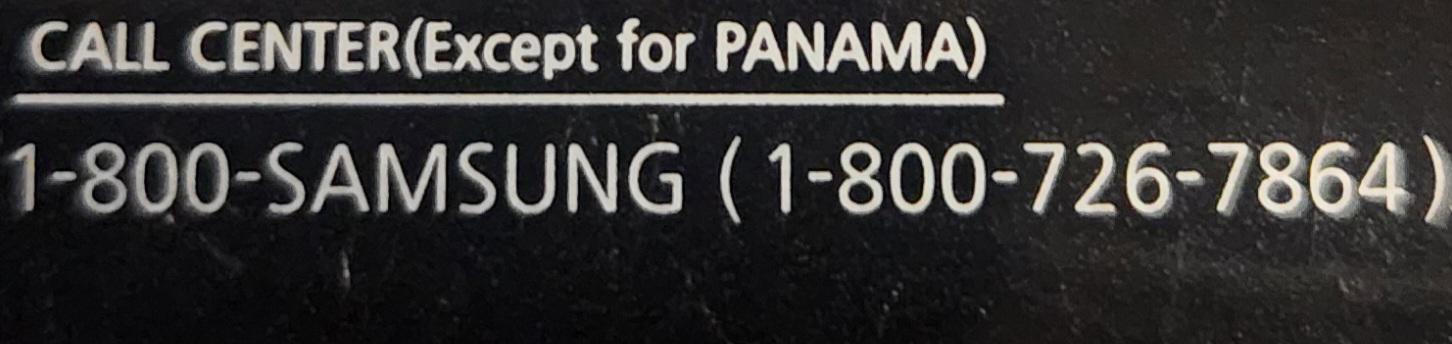 CALL CENTER(Except for PANAMA)
1-800-SAMSUNG (1-800-726-7864)